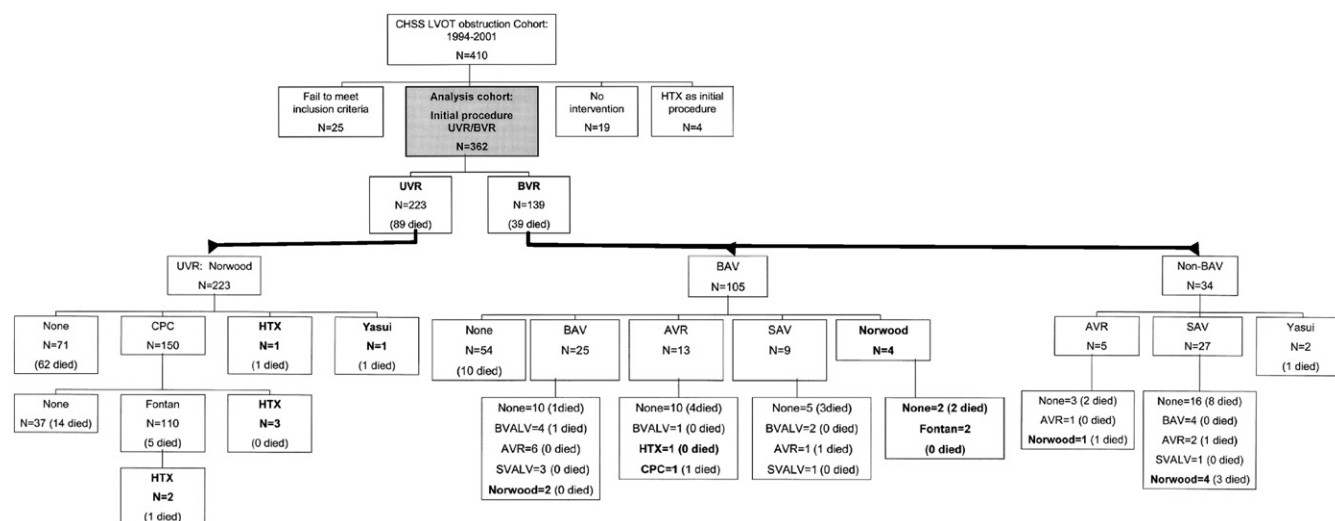 CHSS LVOT obstruction Cohort:
1994-2001
N=410
Fail to meet
inclusion criteria
N=25
Analysis cohort:
Initial procedure
UVR/BVR
N=362
No
intervention
N=19
HTX as initial
procedure
N=4
UVR
N=223
(89 died)
BVR
N=139
(39 died)
UVR: Norwood
N=223
BAV
N=105
Non-BAV
N=34
None
N=71
(62 died)
CPC
N=150
HTX
N=1
(1 died)
Yasui
N=1
(1 died)
None
N=54
(10 died)
BAV
N=25
AVR
N=13
SAV
N=9
Norwood
N=4
AVR
N=5
SAV
N=27
Yasui
N=2
(1 died)
None
N=37 (14 died)
Fontan
N=110
(5 died)
HTX
N=3
(0 died)
HTX
N=2
(1 died)
None=10 (1died)
BVALV=4 (1 died)
AVR=6 (0 died)
SVALV=3 (0 died)
Norwood=2 (0 died)
None=10 (4died)
BVALV=1 (0 died)
HTX=1 (0 died)
CPC=1 (1 died)
None=5 (3died)
BVALV=2 (0 died)
AVR=1 (1 died)
SVALV=1 (0 died)
None=2 (2 died)
Fontan=2
(0 died)
None=3 (2 died)
AVR=1 (0 died)
Norwood=1 (1 died)
None=16 (8 died)
BAV=4 (0 died)
AVR=2 (1 died)
SVALV=1 (0 died)
Norwood=4 (3 died)